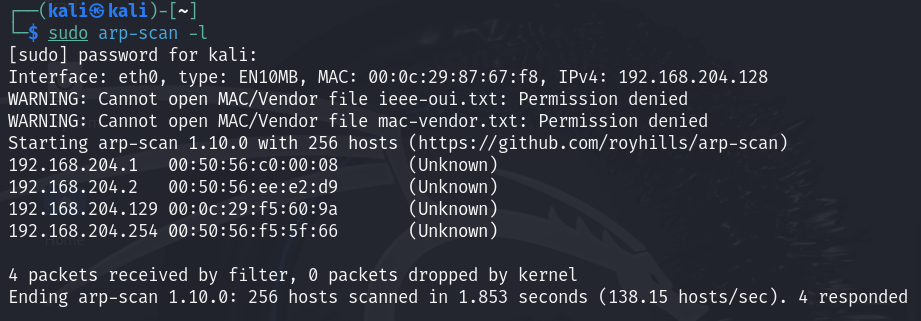 ┌──(kali㉿kali)-[~]
└─$ sudo arp-scan -l
[sudo] password for kali:
Interface: eth0, type: EN10MB, MAC: 00:0c:29:87:67:f8, IPv4: 192.168.204.128
WARNING: Cannot open MAC/Vendor file ieee-oui.txt: Permission denied
WARNING: Cannot open MAC/Vendor file mac-vendor.txt: Permission denied
Starting arp-scan 1.10.0 with 256 hosts (https://github.com/royhills/arp-scan)
192.168.204.1   00:50:56:c0:00:08       (Unknown)
192.168.204.2   00:50:56:ee:e2:d9       (Unknown)
192.168.204.129 00:0c:29:f5:60:9a       (Unknown)
192.168.204.254 00:50:56:f5:5f:66       (Unknown)
Home
4 packets received by filter, 0 packets dropped by kernel
Ending arp-scan 1.10.0: 256 hosts scanned in 1.853 seconds (138.15 hosts/sec). 4 responded